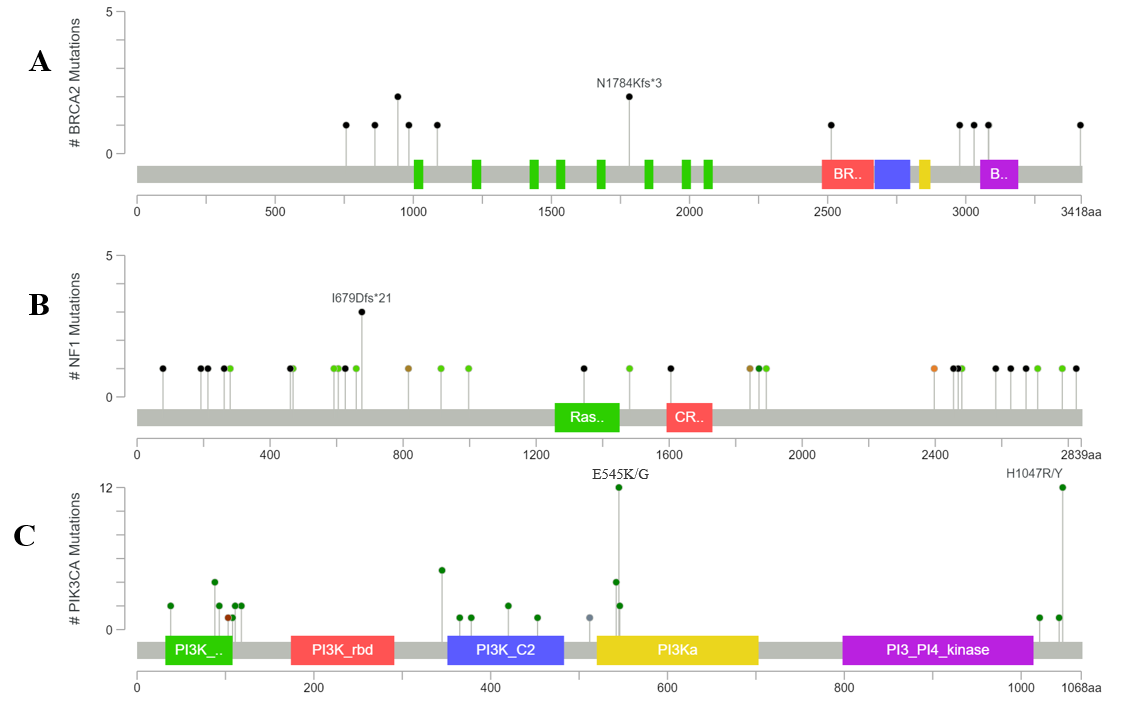 A
# BRCA2 Mutations
5
0
N1784Kfs*3
BR..
B..
0
500
1000
1500
2000
2500
3000
3418aa
B
# NF1 Mutations
5
0
I679Dfs*21
Ras..
CR..
0
400
800
1200
1600
2000
2400
2839aa
C
# PIK3CA Mutations
12
0
E545K/G
H1047R/Y
PI3K_..
PI3K_rbd
PI3K_C2
PI3Ka
PI3_PI4_kinase
0
200
400
600
800
1000
1068aa